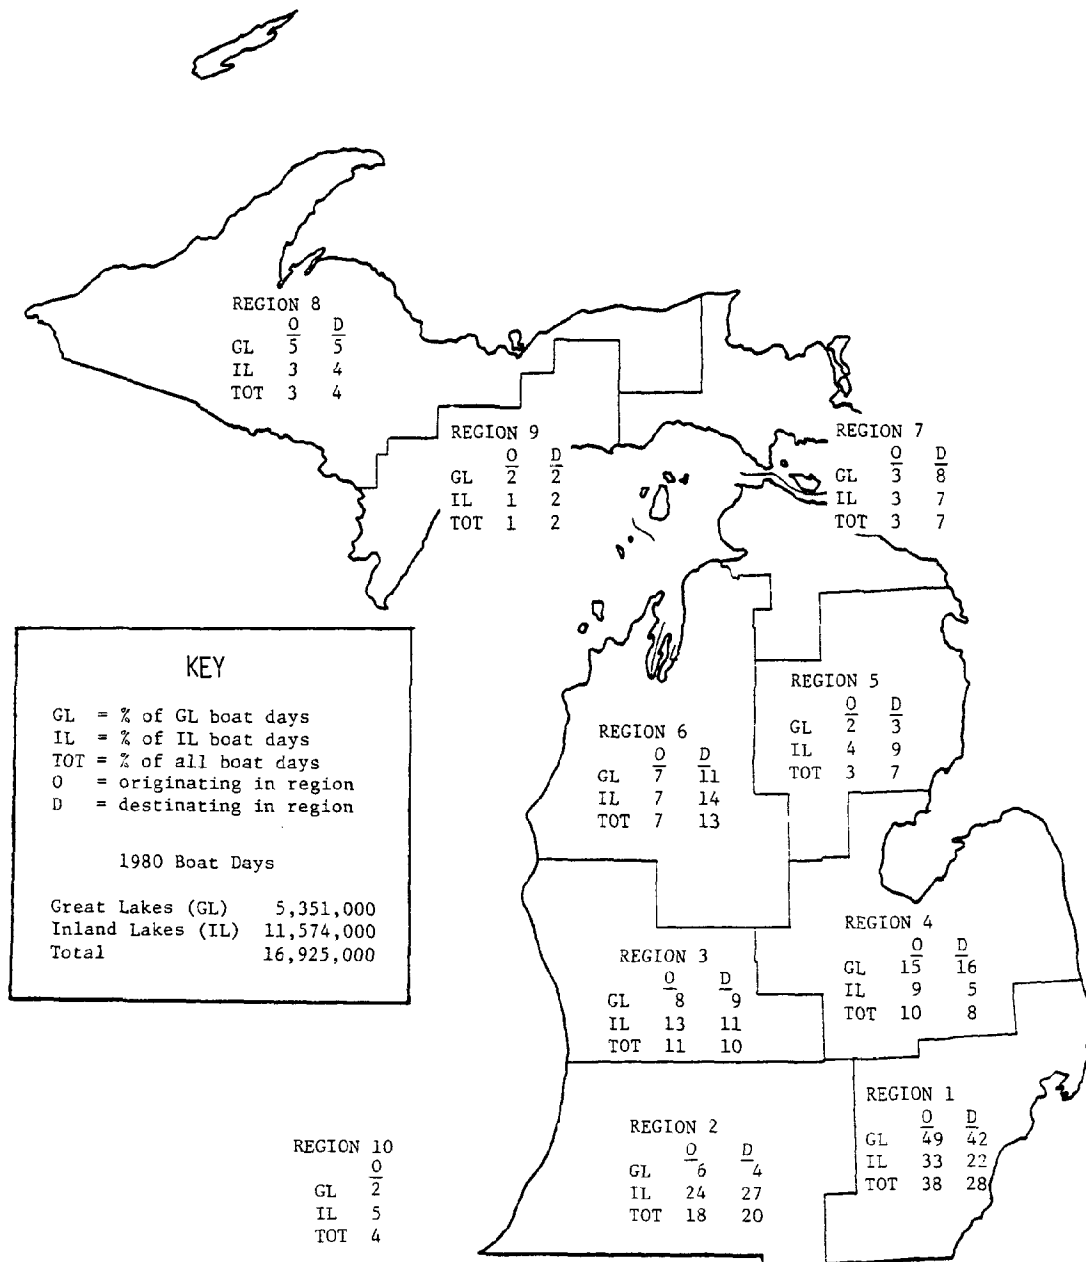 REGION 8
O D
GL 5 5
IL 3 4
TOT 3 4
REGION 9
O D
GL 2 2
IL 1 2
TOT 1 2
REGION 7
O D
GL 3 8
IL 3 7
TOT 3 7
KEY
GL = % of GL boat days
IL = % of IL boat days
TOT = % of all boat days
O = originating in region
D = destinating in region
1980 Boat Days
Great Lakes (GL) 5,351,000
Inland Lakes (IL) 11,574,000
Total 16,925,000
REGION 5
O D
GL 2 3
IL 4 9
TOT 3 7
REGION 6
O D
GL 7 11
IL 7 14
TOT 7 13
REGION 4
O D
GL 15 16
IL 9 5
TOT 10 8
REGION 3
O D
GL 8 9
IL 13 11
TOT 11 10
REGION 1
O D
GL 49 42
IL 33 22
TOT 38 28
REGION 2
O D
GL 6 4
IL 24 27
TOT 18 20
REGION 10
O
GL 2
IL 5
TOT 4